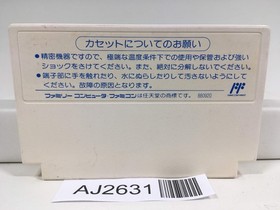 カセットについてのお願い
●精密機器ですので、極端な温度条件下での使用や保管および強い
ショックをさけてください。また、絶対に分解しないでください。
●端子部に手を触れたり、水にぬらしたりして汚さないようにして
ください。故障の原因となります。
ファミリーコンピュータ ファミコンは任天堂の商標です。
AJ2631